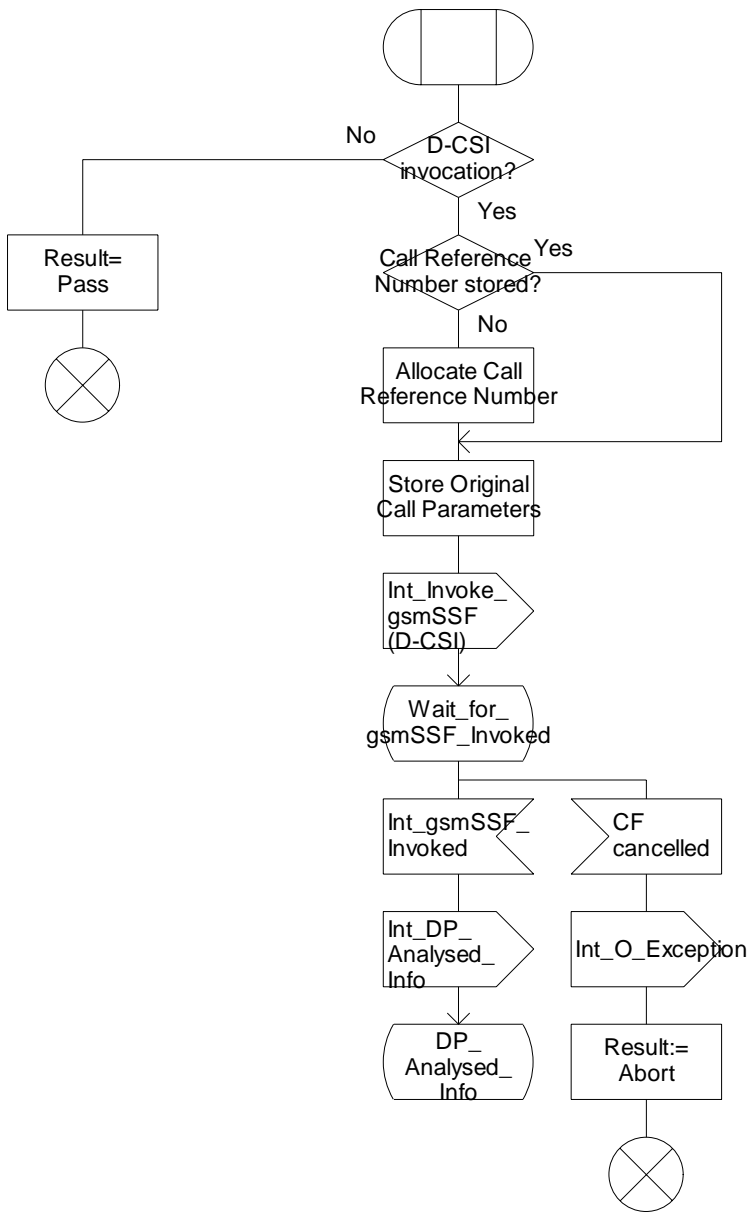 No
D-CSI
invocation?
Yes
Result=
Pass
Call Reference
Number stored?
Yes
No
Allocate Call
Reference Number
Store Original
Call Parameters
Int_Invoke_
gsmSSF
(D-CSI)
Wait_for_
gsmSSF_Invoked
Int_gsmSSF_
Invoked
CF
cancelled
Int_DP_
Analysed_
Info
Int_O_Exception
DP_
Analysed_
Info
Result:=
Abort